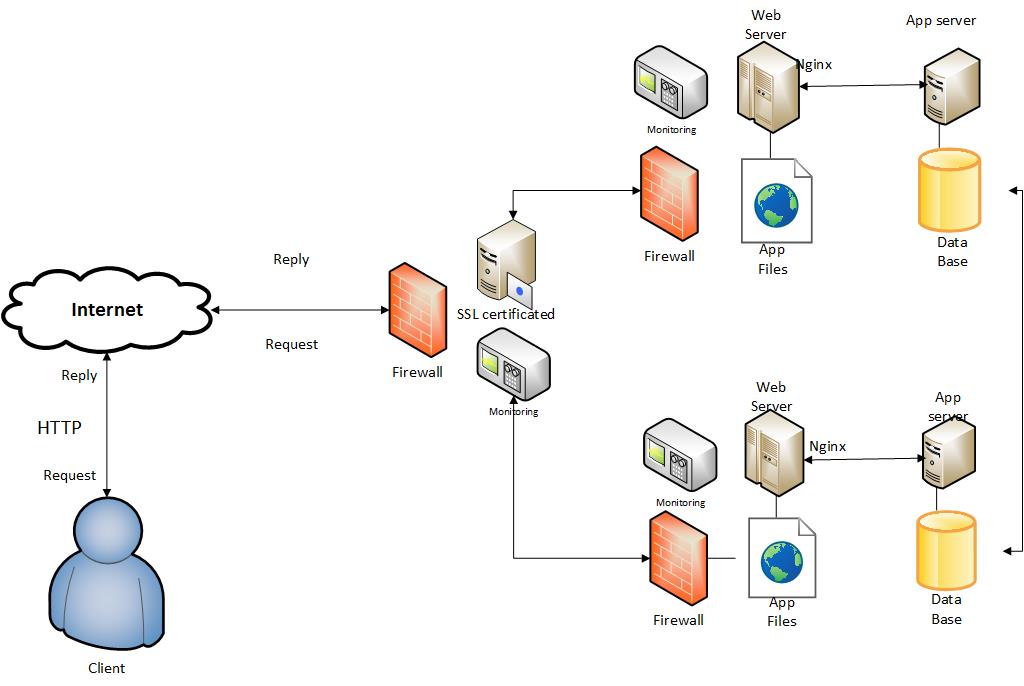 Web
Server
App server
Nginx
Monitoring
Firewall
App
Files
Data
Base
Reply
Internet
SSL certificated
Request
Firewall
Reply
Monitoring
HTTP
Request
Client
Web
Server
App
server
Nginx
Monitoring
Firewall
App
Files
Data
Base